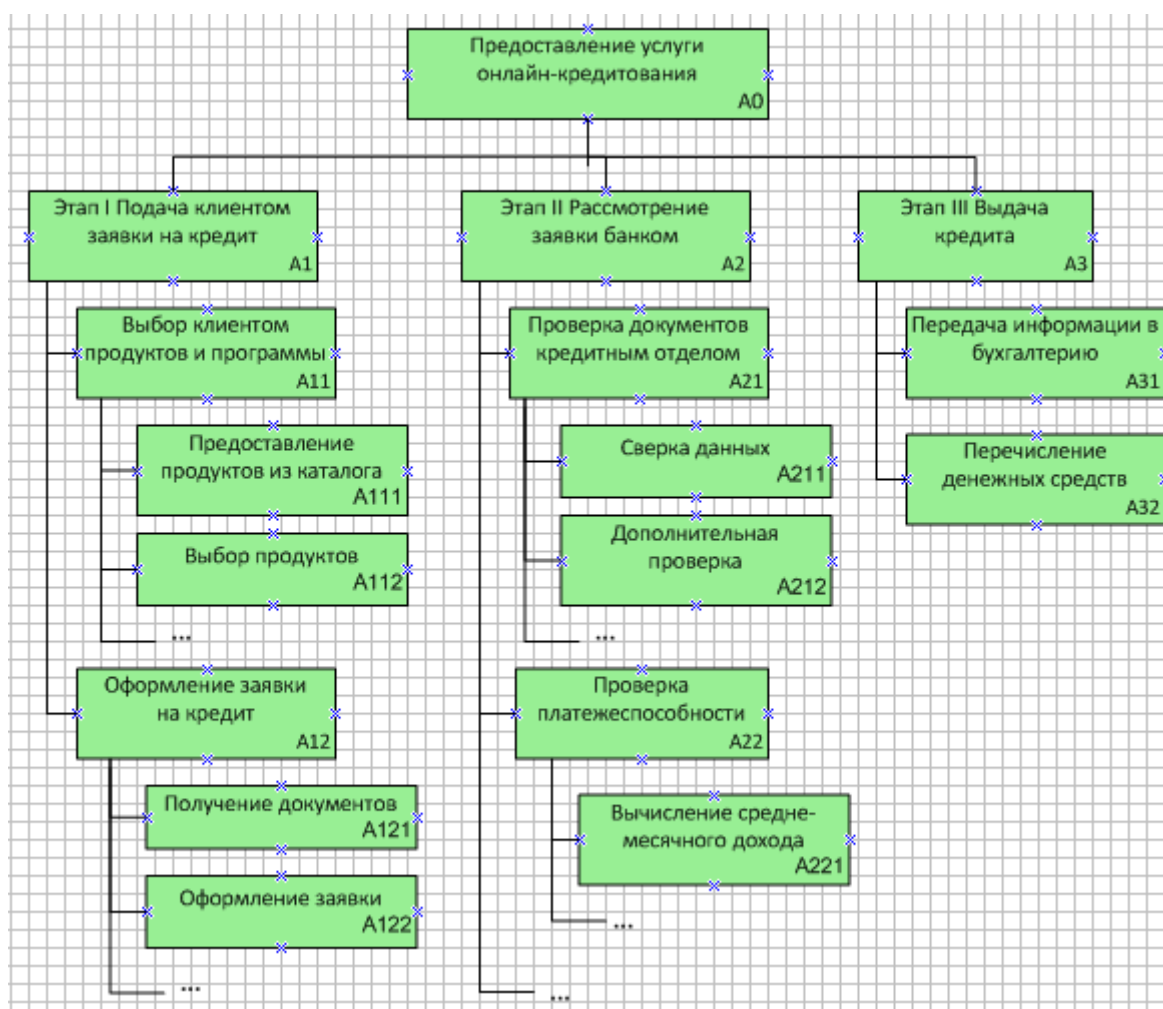 Предоставление услуги
онлайн-кредитования
A0
Этап I Подача клиентом
заявки на кредит
A1
Выбор клиентом
продуктов и программы
A11
Предоставление
продуктов из каталога
A111
Выбор продуктов
A112
...
Оформление заявки
на кредит
A12
Получение документов
A121
Оформление заявки
A122
...
Этап II Рассмотрение
заявки банком
A2
Проверка документов
кредитным отделом
A21
Сверка данных
A211
Дополнительная
проверка
A212
...
Проверка
платежеспособности
A22
Вычисление средне-
месячного дохода
A221
...
...
Этап III Выдача
кредита
A3
Передача информации в
бухгалтерию
A31
Перечисление
денежных средств
A32